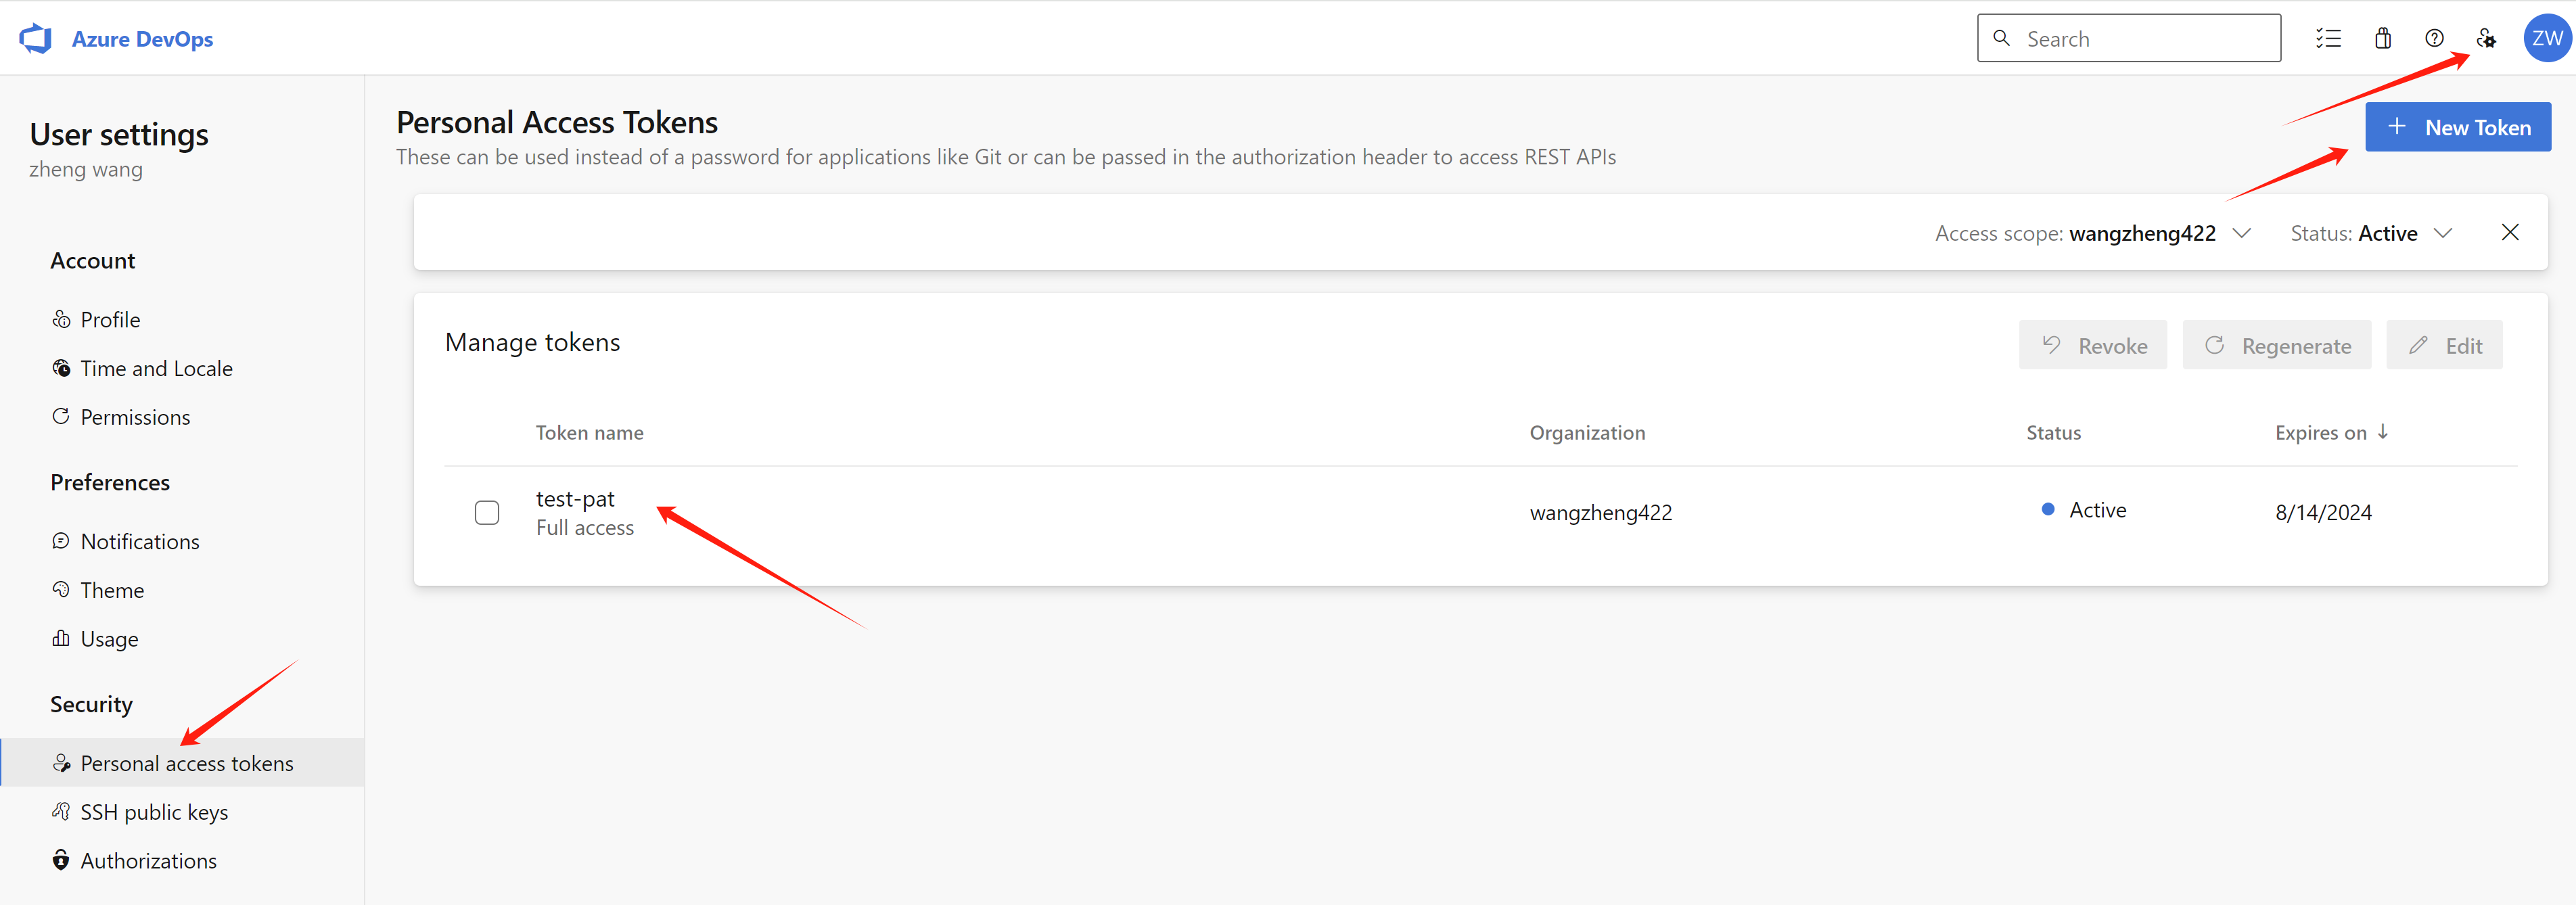 Azure DevOps
Search
ZW
User settings
zheng wang
Account
Profile
Time and Locale
Permissions
Preferences
Notifications
Theme
Usage
Security
Personal access tokens
SSH public keys
Authorizations
Personal Access Tokens
These can be used instead of a password for applications like Git or can be passed in the authorization header to access REST APIs
New Token
Access scope: wangzheng422 Status: Active
Manage tokens
Revoke Regenerate Edit
Token name Organization Status Expires on
test-pat wangzheng422 Active 8/14/2024
Full access